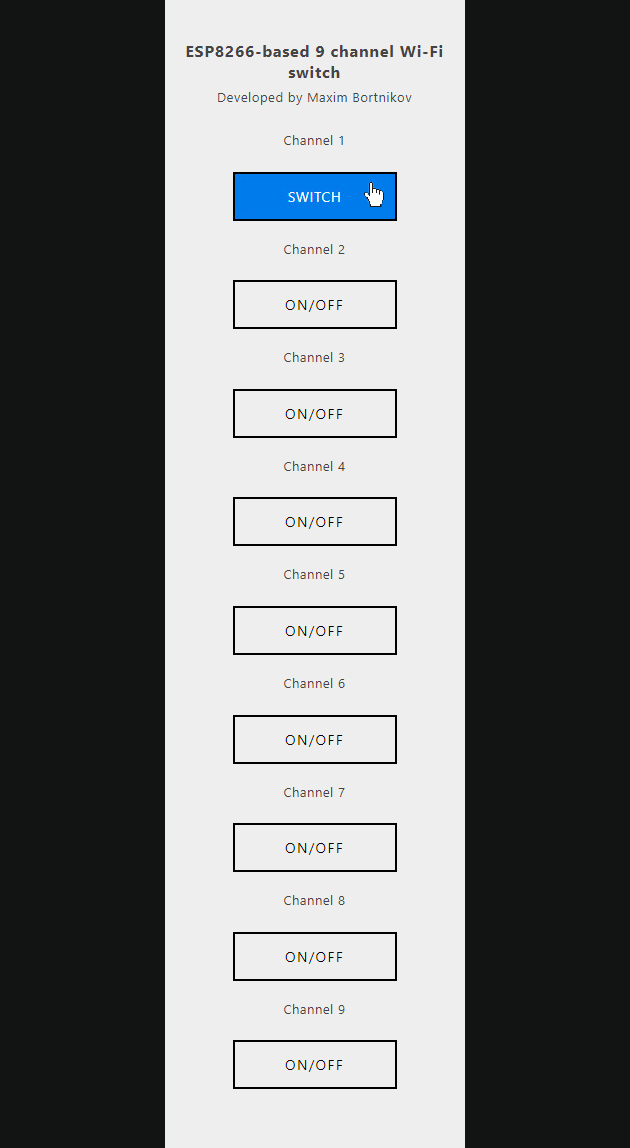 ESP8266-based 9 channel Wi-Fi
switch
Developed by Maxim Bortnikov
Channel 1
SWITCH
Channel 2
ON/OFF
Channel 3
ON/OFF
Channel 4
ON/OFF
Channel 5
ON/OFF
Channel 6
ON/OFF
Channel 7
ON/OFF
Channel 8
ON/OFF
Channel 9
ON/OFF